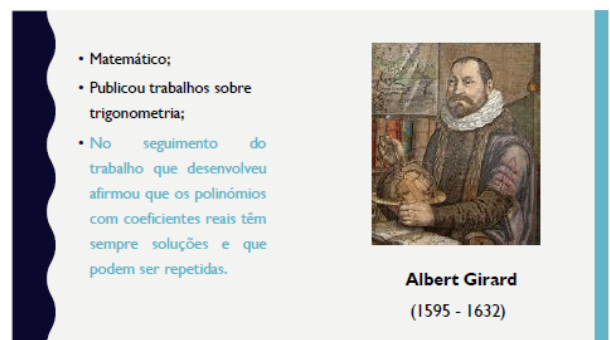 • Matemático;
• Publicou trabalhos sobre
trigonometria;
• No seguimento do
trabalho que desenvolveu
afirmou que os polinómios
com coeficientes reais têm
sempre soluções e que
podem ser repetidas.
Albert Girard
(1595 - 1632)